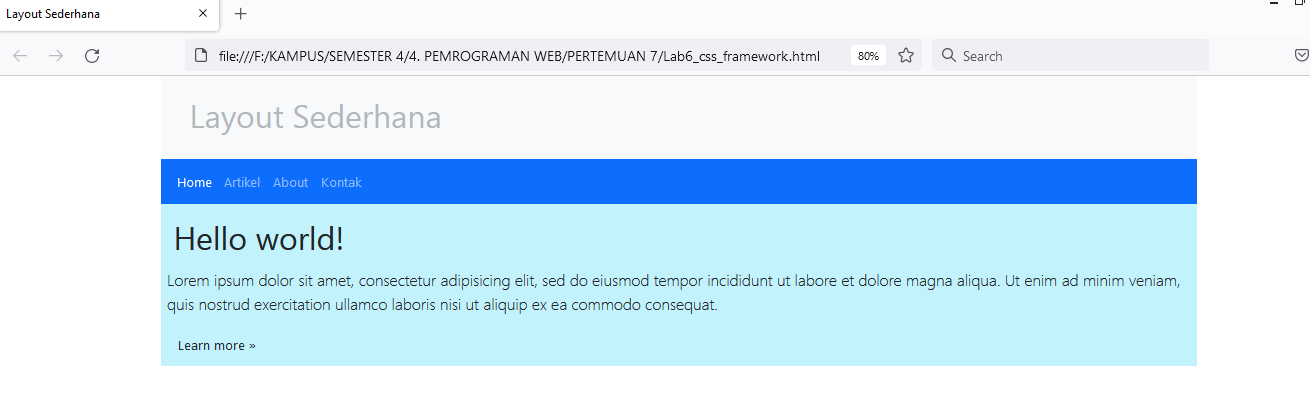 Layout Sederhana
file:///F:/KAMPUS/SEMESTER 4/4. PEMROGRAMAN WEB/PERTEMUAN 7/Lab6_css_framework.html 80% Search
Layout Sederhana
Home Artikel About Kontak
Hello world!
Lorem ipsum dolor sit amet, consectetur adipisicing elit, sed do eiusmod tempor incididunt ut labore et dolore magna aliqua. Ut enim ad minim veniam,
quis nostrud exercitation ullamco laboris nisi ut aliquip ex ea commodo consequat.
Learn more »